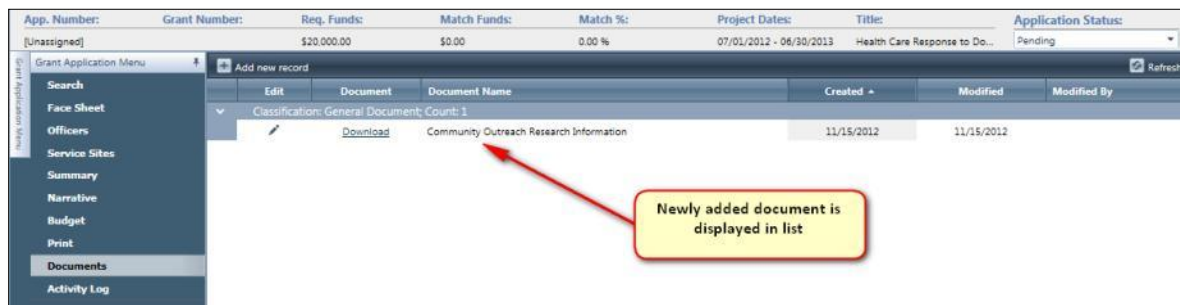 App. Number: Grant Number: Req. Funds: Match Funds: Match %: Project Dates: Title: Application Status:
[Unassigned] $20,000.00 $0.00 0.00 % 07/01/2012 - 06/30/2013 Health Care Response to Do... Pending
Grant Application Menu
Grant Application Menu
Add new record Refresh
Search
Face Sheet
Officers
Service Sites
Summary
Narrative
Budget
Print
Documents
Activity Log
Edit Document Document Name Created Modified Modified By
Classification: General Document; Count: 1
Download Community Outreach Research Information 11/15/2012 11/15/2012
Newly added document is
displayed in list